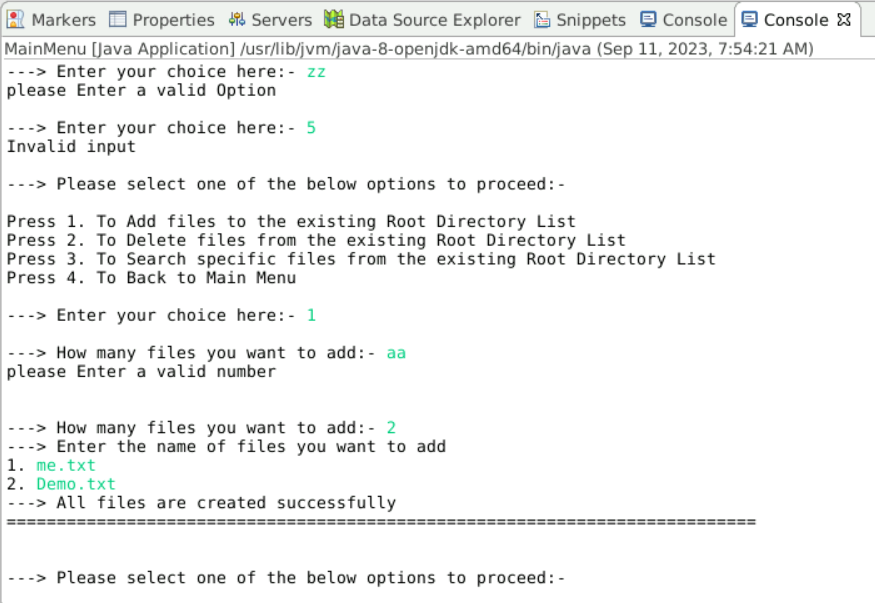 Markers Properties Servers Data Source Explorer Snippets Console Console
MainMenu [Java Application] /usr/lib/jvm/java-8-openjdk-amd64/bin/java (Sep 11, 2023, 7:54:21 AM)
---> Enter your choice here:- zz
please Enter a valid Option
---> Enter your choice here:- 5
Invalid input
---> Please select one of the below options to proceed:-
Press 1. To Add files to the existing Root Directory List
Press 2. To Delete files from the existing Root Directory List
Press 3. To Search specific files from the existing Root Directory List
Press 4. To Back to Main Menu
---> Enter your choice here:- 1
---> How many files you want to add:- aa
please Enter a valid number
---> How many files you want to add:- 2
---> Enter the name of files you want to add
1. me.txt
2. Demo.txt
---> All files are created successfully
===========================================================================
---> Please select one of the below options to proceed:-